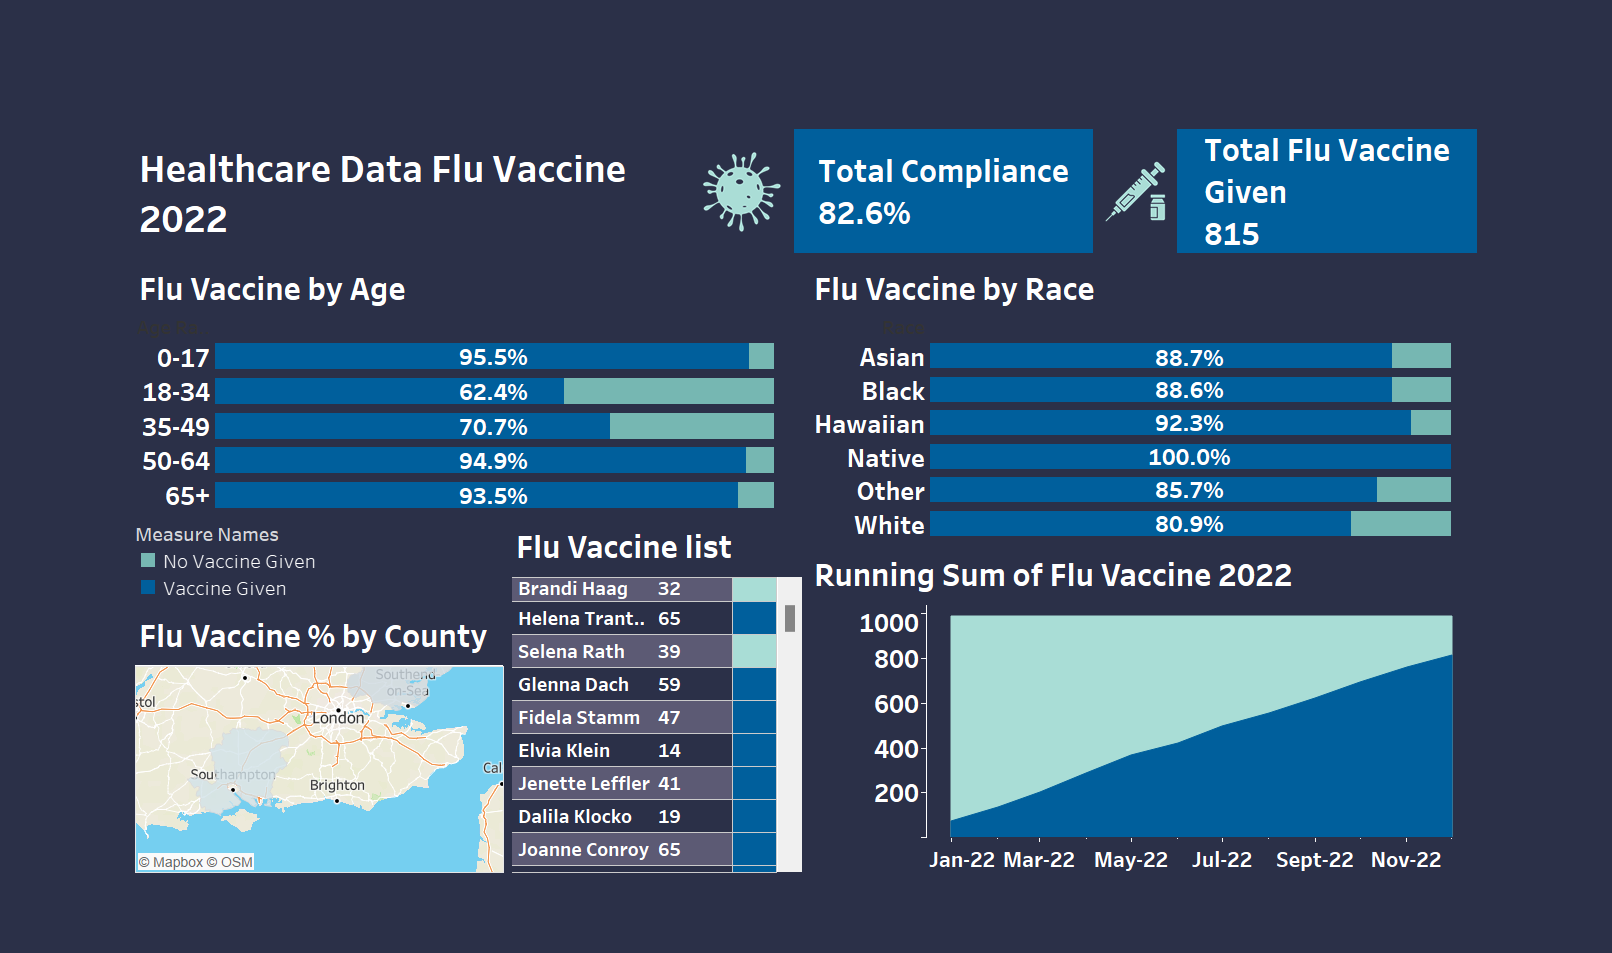 Healthcare Data Flu Vaccine
2022
Total Compliance
82.6%
Total Flu Vaccine
Given
815
Flu Vaccine by Age
0-17 95.5%
18-34 62.4%
35-49 70.7%
50-64 94.9%
65+ 93.5%
Measure Names
No Vaccine Given
Vaccine Given
Flu Vaccine by Race
Asian 88.7%
Black 88.6%
Hawaiian 92.3%
Native 100.0%
Other 85.7%
White 80.9%
Flu Vaccine % by County
Southend
on-Sea
stol
London
Southampton
Brighton
Cal
© Mapbox © OSM
Flu Vaccine list
Brandi Haag 32
Helena Trant.. 65
Selena Rath 39
Glenna Dach 59
Fidela Stamm 47
Elvia Klein 14
Jenette Leffler 41
Dalila Klocko 19
Joanne Conroy 65
Running Sum of Flu Vaccine 2022
1000
800
600
400
200
Jan-22 Mar-22 May-22 Jul-22 Sept-22 Nov-22